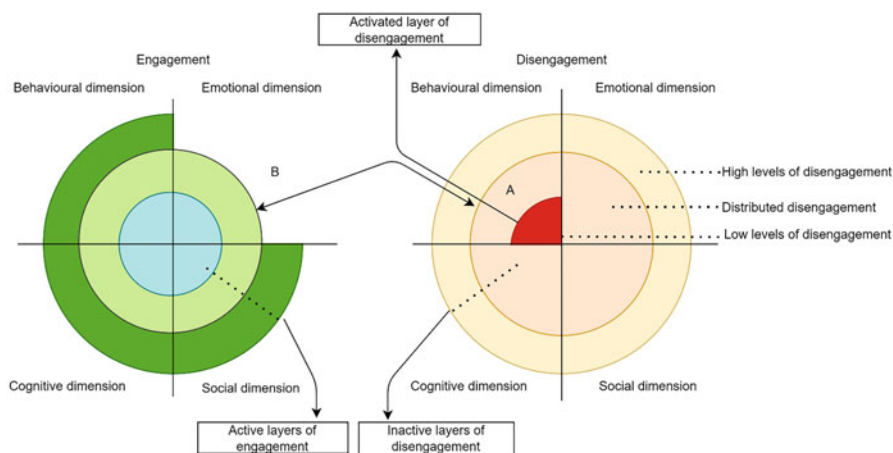 Activated layer of
disengagement
Engagement
Disengagement
Behavioural dimension
Emotional dimension
Behavioural dimension
Emotional dimension
B
A
High levels of disengagement
Distributed disengagement
Low levels of disengagement
Cognitive dimension
Social dimension
Cognitive dimension
Social dimension
Active layers of
engagement
Inactive layers of
disengagement